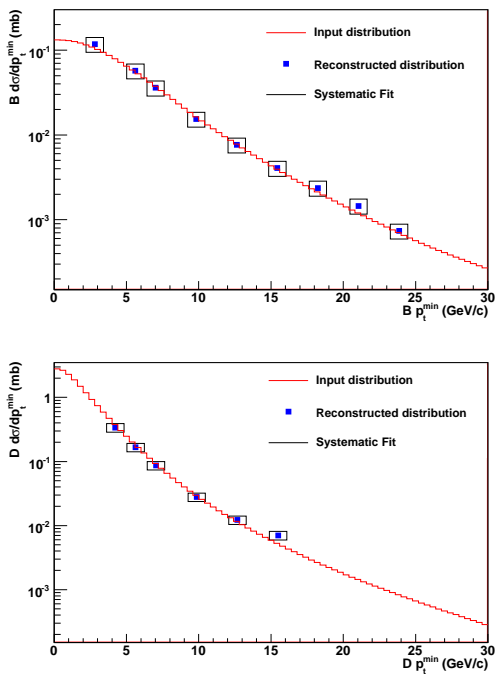 B dσ/dp_t^min (mb)
10^-1
10^-2
10^-3
Input distribution
Reconstructed distribution
Systematic Fit
0 5 10 15 20 25 30
B p_t^min (GeV/c)
D dσ/dp_t^min (mb)
1
10^-1
10^-2
10^-3
Input distribution
Reconstructed distribution
Systematic Fit
0 5 10 15 20 25 30
D p_t^min (GeV/c)